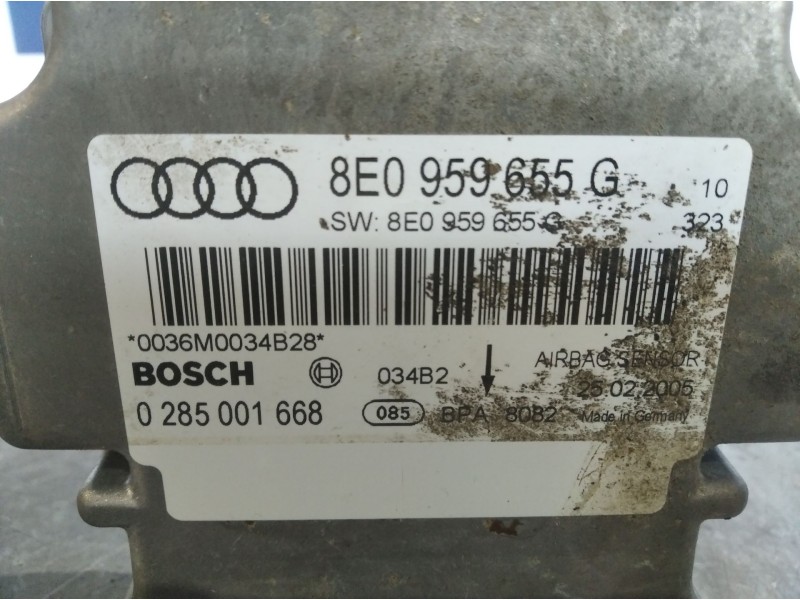 8E0 959 655 G 10
SW: 8E0 959 655 G 323
*0036M0034B28*
BOSCH 034B2 AIRBAG SENSOR
25.02.2005
0 285 001 668 085 BPA 8082 Made in Germany